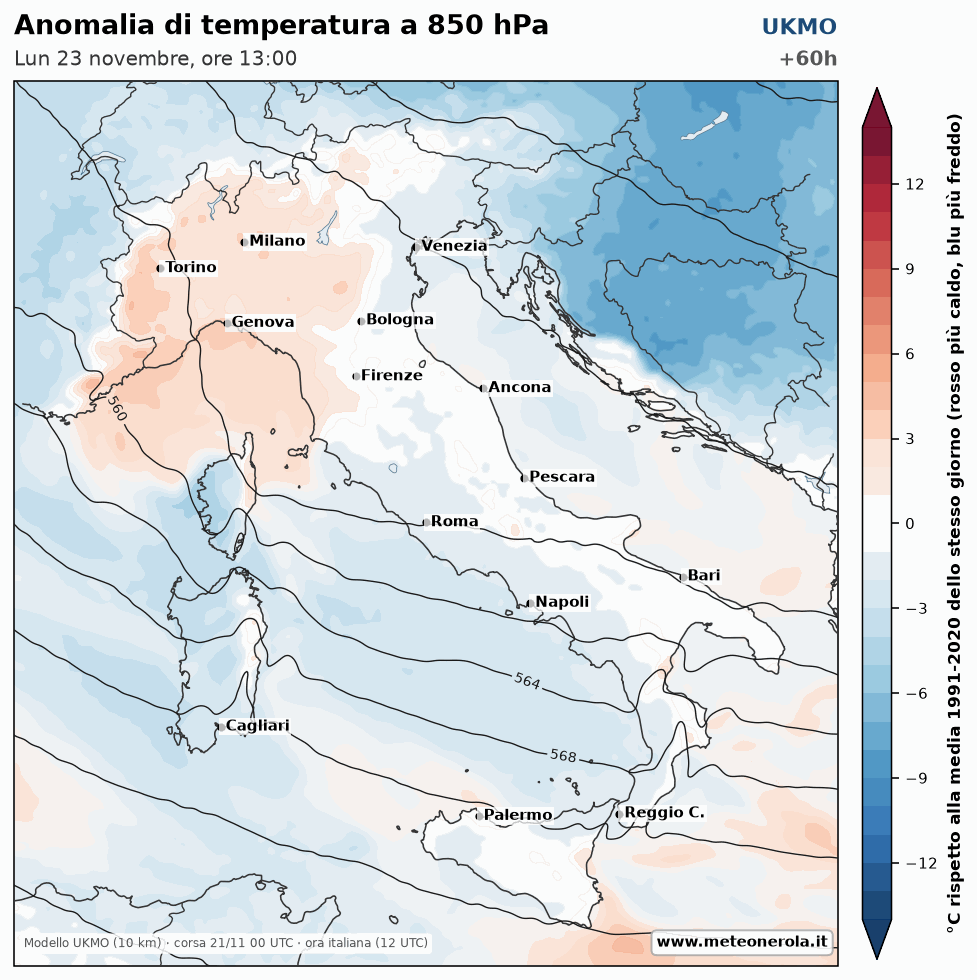 Anomalia di temperatura a 850 hPa
UKMO
Lun 23 novembre, ore 13:00
+60h
Milano
Venezia
Torino
Genova
Bologna
Firenze
Ancona
560
Pescara
Roma
Bari
Napoli
564
Cagliari
568
Palermo
Reggio C.
Modello UKMO (10 km) · corsa 21/11 00 UTC · ora italiana (12 UTC)
www.meteonerola.it
12
9
6
3
0
−3
−6
−9
−12
°C rispetto alla media 1991-2020 dello stesso giorno (rosso più caldo, blu più freddo)